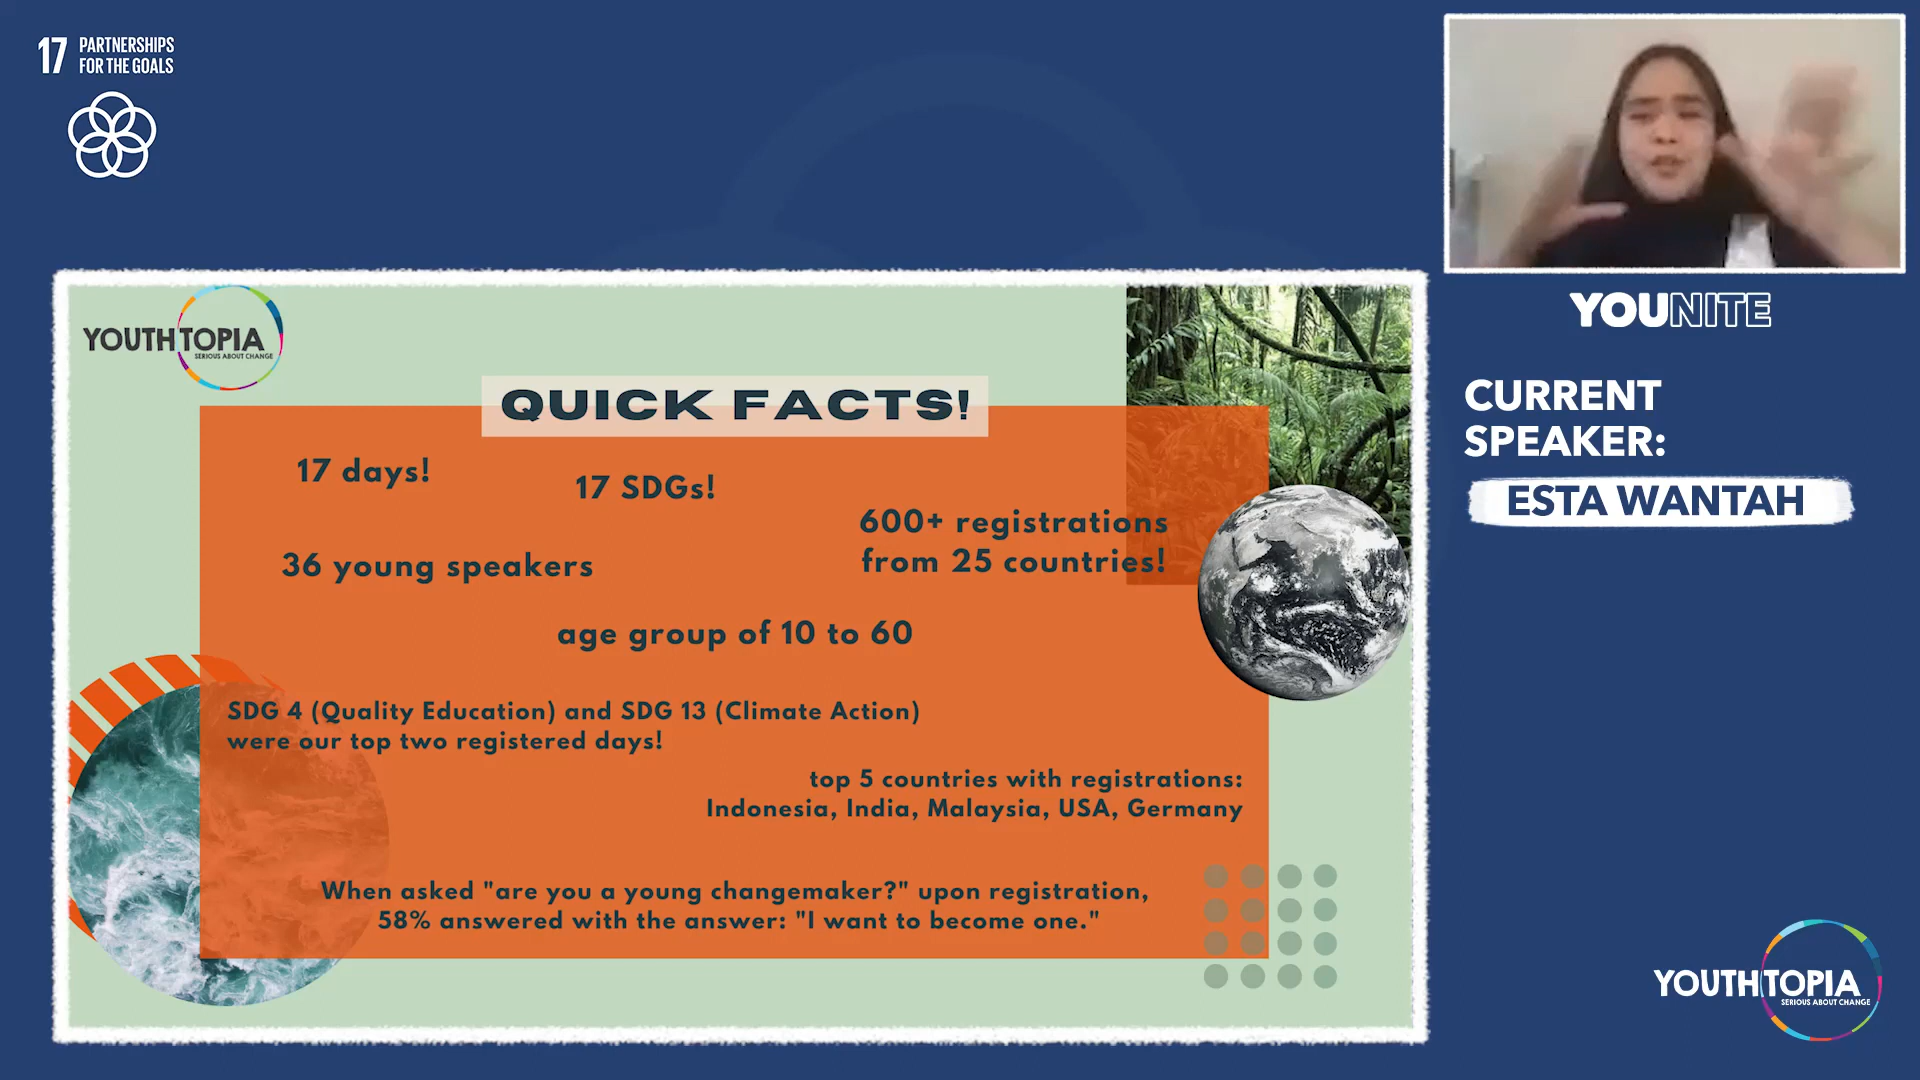 17 PARTNERSHIPS
FOR THE GOALS
YOUNITE
CURRENT
SPEAKER:
ESTA WANTAH
YOUTHTOPIA
SERIOUS ABOUT CHANGE
QUICK FACTS!
17 days!
17 SDGs!
600+ registrations
from 25 countries!
36 young speakers
age group of 10 to 60
SDG 4 (Quality Education) and SDG 13 (Climate Action)
were our top two registered days!
top 5 countries with registrations:
Indonesia, India, Malaysia, USA, Germany
When asked "are you a young changemaker?" upon registration,
58% answered with the answer: "I want to become one."
YOUTHTOPIA
SERIOUS ABOUT CHANGE